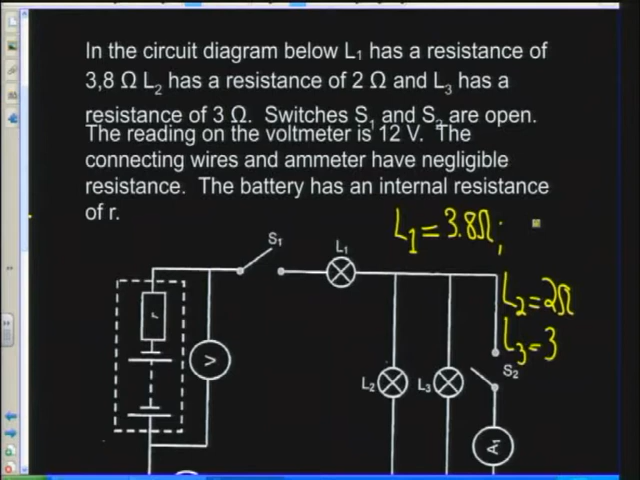 In the circuit diagram below L₁ has a resistance of
3,8 Ω L₂ has a resistance of 2 Ω and L₃ has a
resistance of 3 Ω. Switches S₁ and S₂ are open.
The reading on the voltmeter is 12 V. The
connecting wires and ammeter have negligible
resistance. The battery has an internal resistance
of r.
L₁ = 3.8Ω;
S₁
L₁
L₂ = 2Ω
r
L₃ = 3
V
S₂
L₂
L₃
A₁